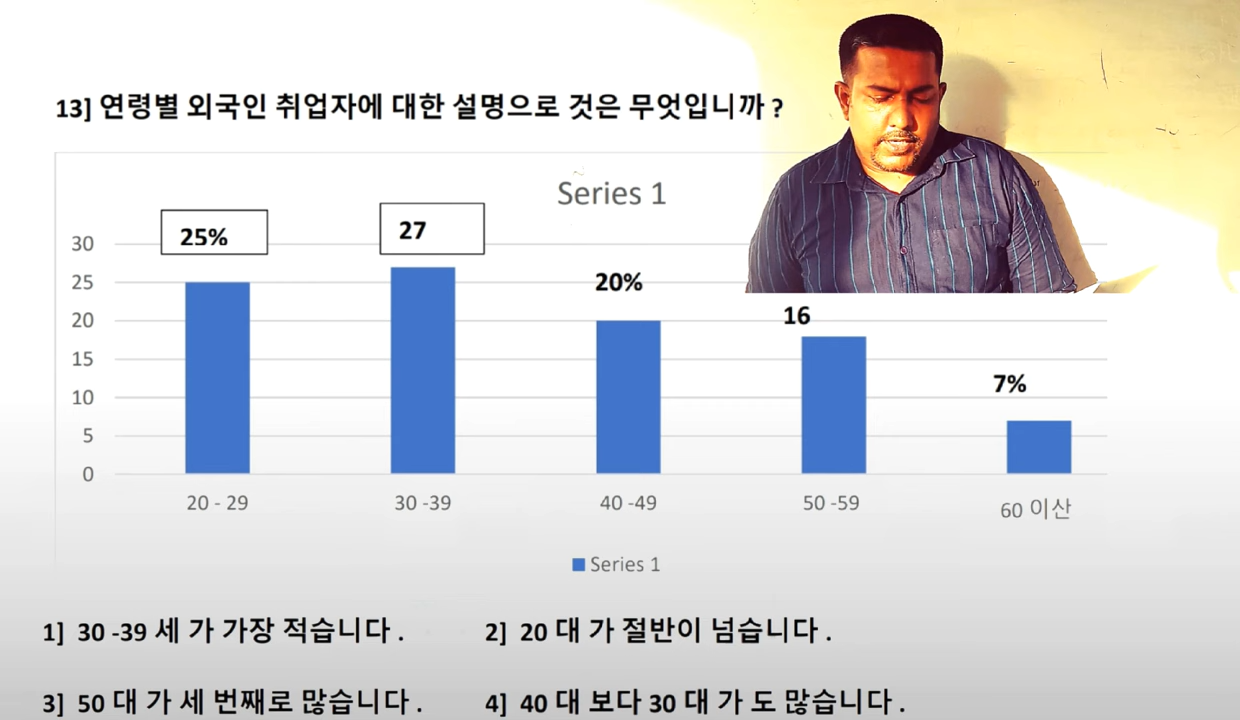 13] 연령별 외국인 취업자에 대한 설명으로 것은 무엇입니까 ?
Series 1
30
25
20
15
10
5
0
25%
27
20%
16
7%
20 - 29
30 -39
40 -49
50 -59
60 이산
Series 1
1] 30 -39 세 가 가장 적습니다 .
2] 20 대 가 절반이 넘습니다 .
3] 50 대 가 세 번째로 많습니다 .
4] 40 대 보다 30 대 가 도 많습니다 .